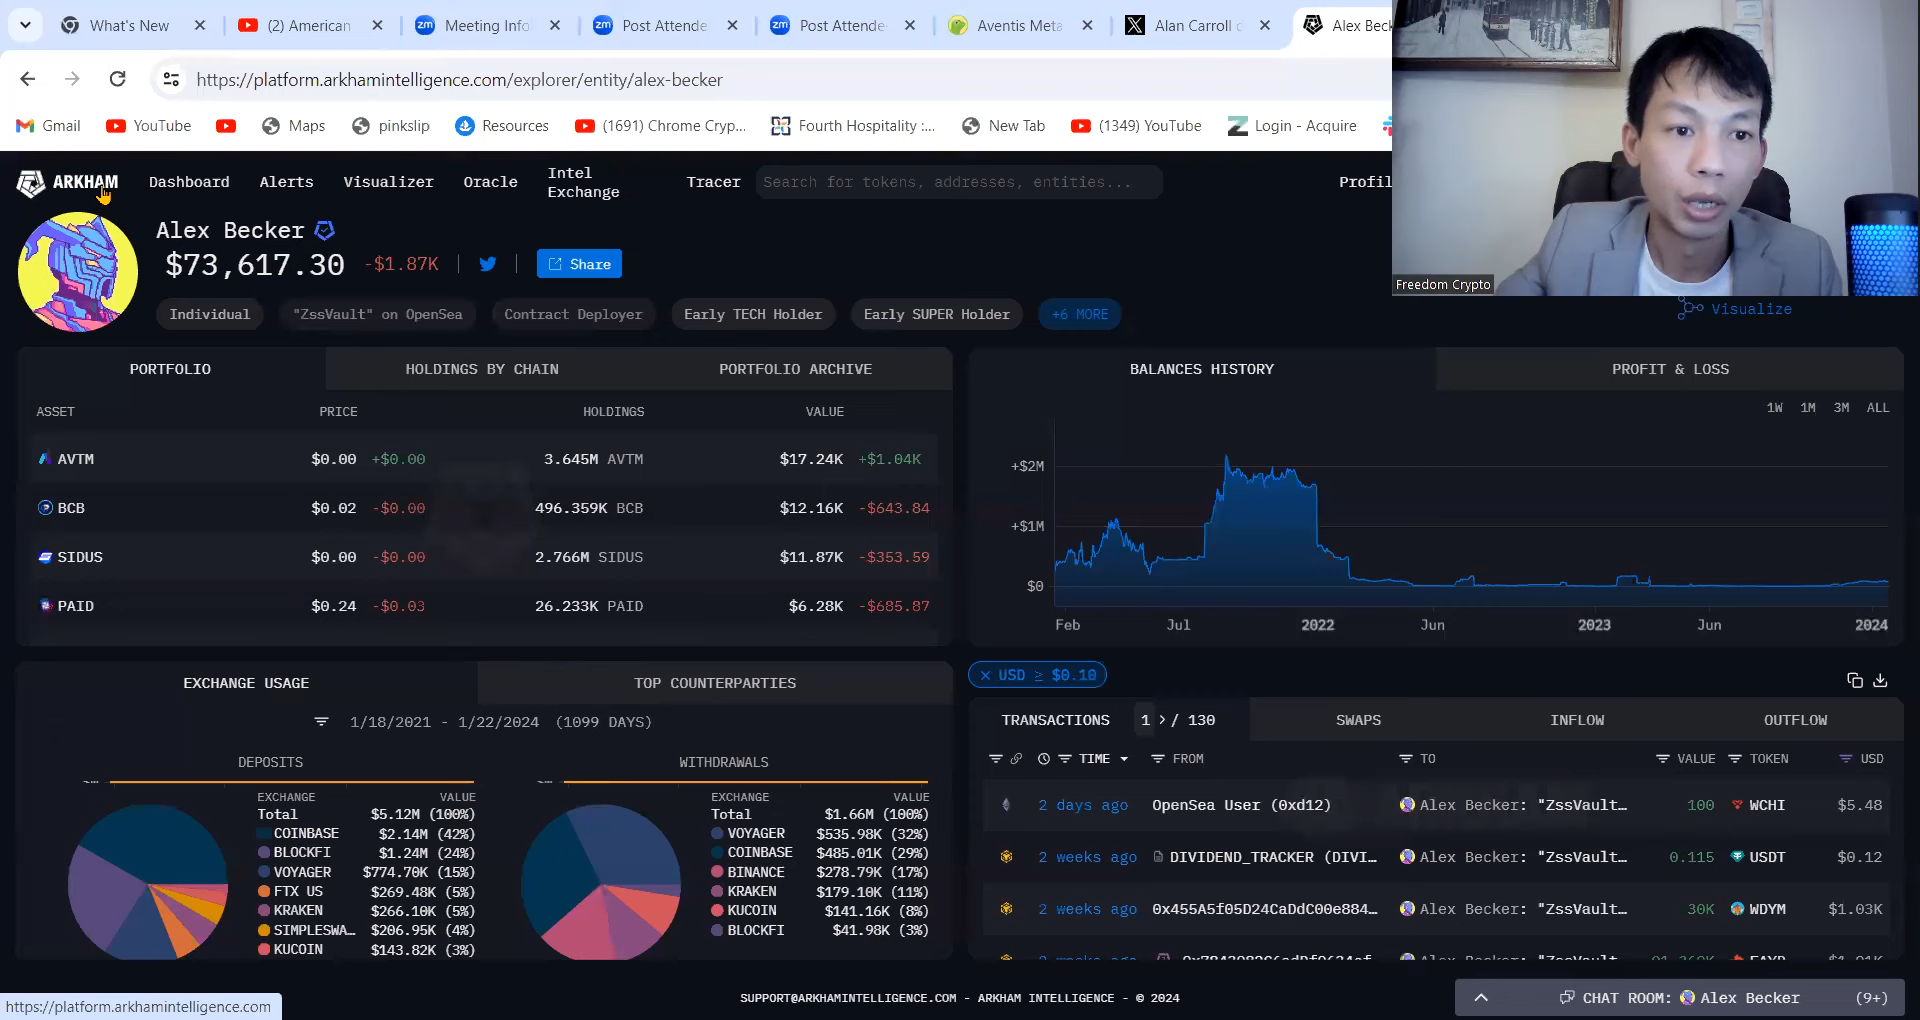 What's New
(2) American
Meeting Info
Post Attende
Post Attende
Aventis Meta
Alan Carroll
Alex Beck
https://platform.arkhamintelligence.com/explorer/entity/alex-becker
Gmail
YouTube
Maps
pinkslip
Resources
(1691) Chrome Cryp...
Fourth Hospitality :...
New Tab
(1349) YouTube
Login - Acquire
ARKHAM
Dashboard
Alerts
Visualizer
Oracle
Intel
Exchange
Tracer
Search for tokens, addresses, entities...
Profil
Freedom Crypto
Alex Becker
$73,617.30 -$1.87K
Share
Individual
"ZssVault" on OpenSea
Contract Deployer
Early TECH Holder
Early SUPER Holder
+6 MORE
Visualize
PORTFOLIO HOLDINGS BY CHAIN PORTFOLIO ARCHIVE
ASSET PRICE HOLDINGS VALUE
AVTM $0.00 +$0.00 3.645M AVTM $17.24K +$1.04K
BCB $0.02 -$0.00 496.359K BCB $12.16K -$643.84
SIDUS $0.00 -$0.00 2.766M SIDUS $11.87K -$353.59
PAID $0.24 -$0.03 26.233K PAID $6.28K -$685.87
BALANCES HISTORY PROFIT & LOSS
1W 1M 3M ALL
+$2M
+$1M
$0
Feb Jul 2022 Jun 2023 Jun 2024
EXCHANGE USAGE TOP COUNTERPARTIES
1/18/2021 - 1/22/2024 (1099 DAYS)
DEPOSITS
EXCHANGE VALUE
Total $5.12M (100%)
COINBASE $2.14M (42%)
BLOCKFI $1.24M (24%)
VOYAGER $774.70K (15%)
FTX US $269.48K (5%)
KRAKEN $266.10K (5%)
SIMPLESWA... $206.95K (4%)
KUCOIN $143.82K (3%)
WITHDRAWALS
EXCHANGE VALUE
Total $1.66M (100%)
VOYAGER $535.98K (32%)
COINBASE $485.01K (29%)
BINANCE $278.79K (17%)
KRAKEN $179.10K (11%)
KUCOIN $141.16K (8%)
BLOCKFI $41.98K (3%)
USD ≥ $0.10
TRANSACTIONS 1 > / 130 SWAPS INFLOW OUTFLOW
TIME FROM TO VALUE TOKEN USD
2 days ago OpenSea User (0xd12) Alex Becker: "ZssVault… 100 WCHI $5.48
2 weeks ago DIVIDEND_TRACKER (DIVI… Alex Becker: "ZssVault… 0.115 USDT $0.12
2 weeks ago 0x455A5f05D24CaDdC00e884… Alex Becker: "ZssVault… 30K WDYM $1.03K
SUPPORT@ARKHAMINTELLIGENCE.COM - ARKHAM INTELLIGENCE - © 2024
CHAT ROOM: Alex Becker (9+)
https://platform.arkhamintelligence.com